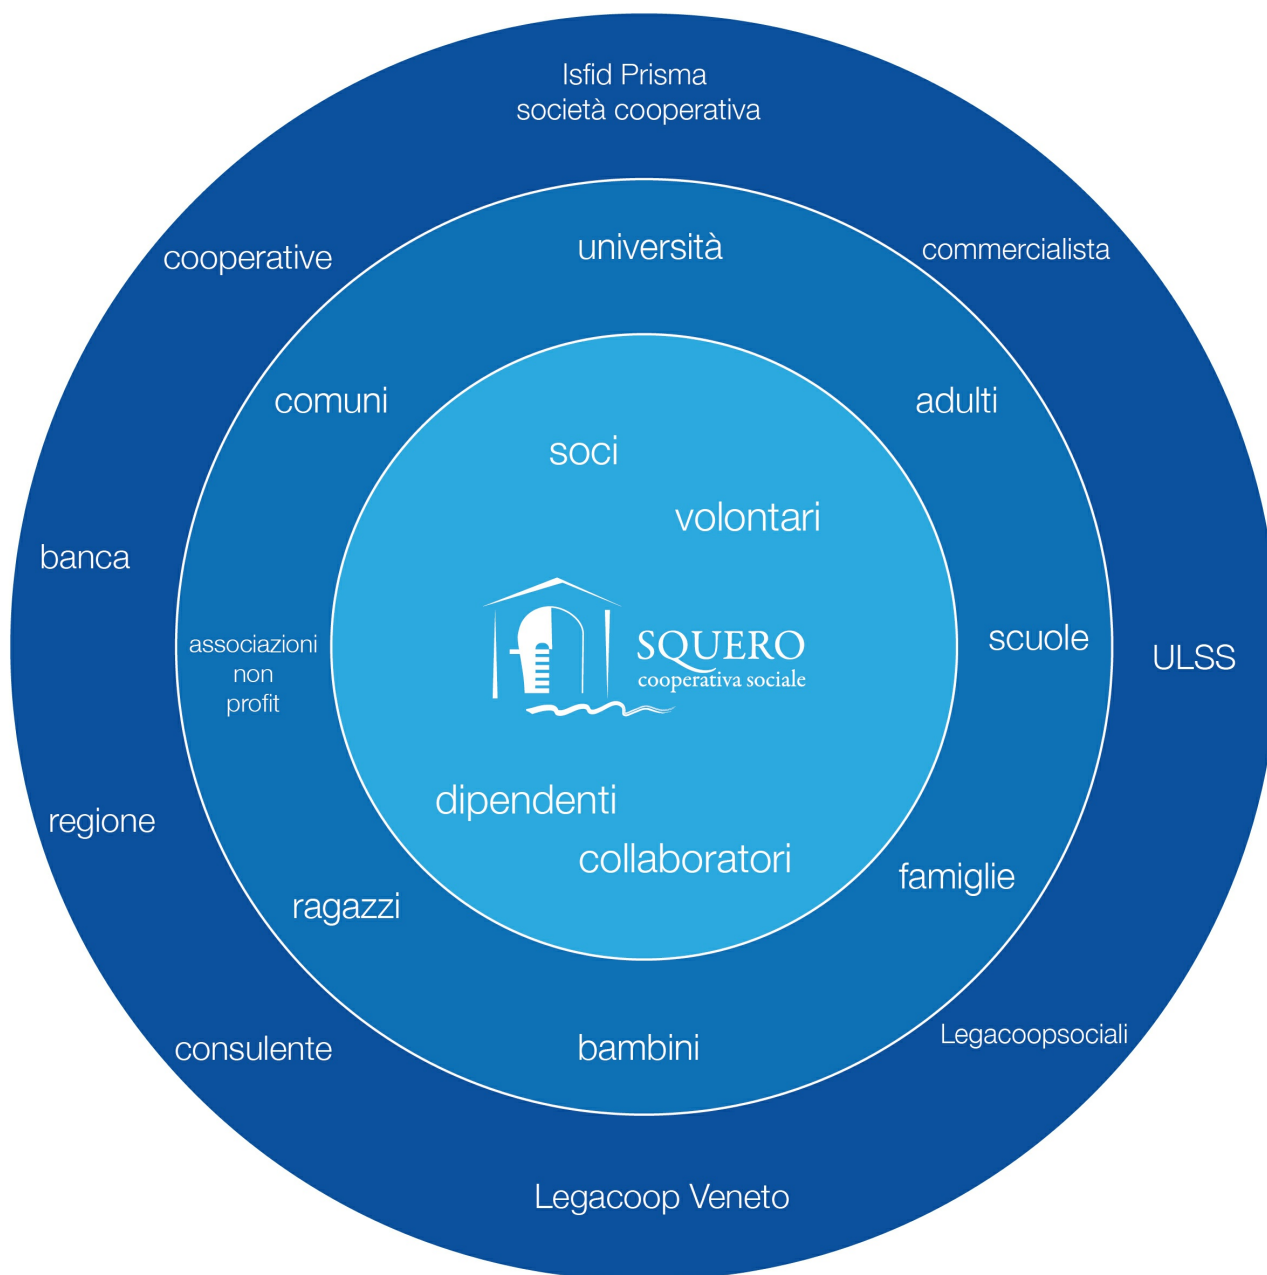 Isfid Prisma
società cooperativa
cooperative
università
commercialista
comuni
adulti
soci
volontari
banca
associazioni
non
profit
SQUERO
cooperativa sociale
scuole
ULSS
dipendenti
regione
collaboratori
famiglie
ragazzi
consulente
bambini
Legacoopsociali
Legacoop Veneto